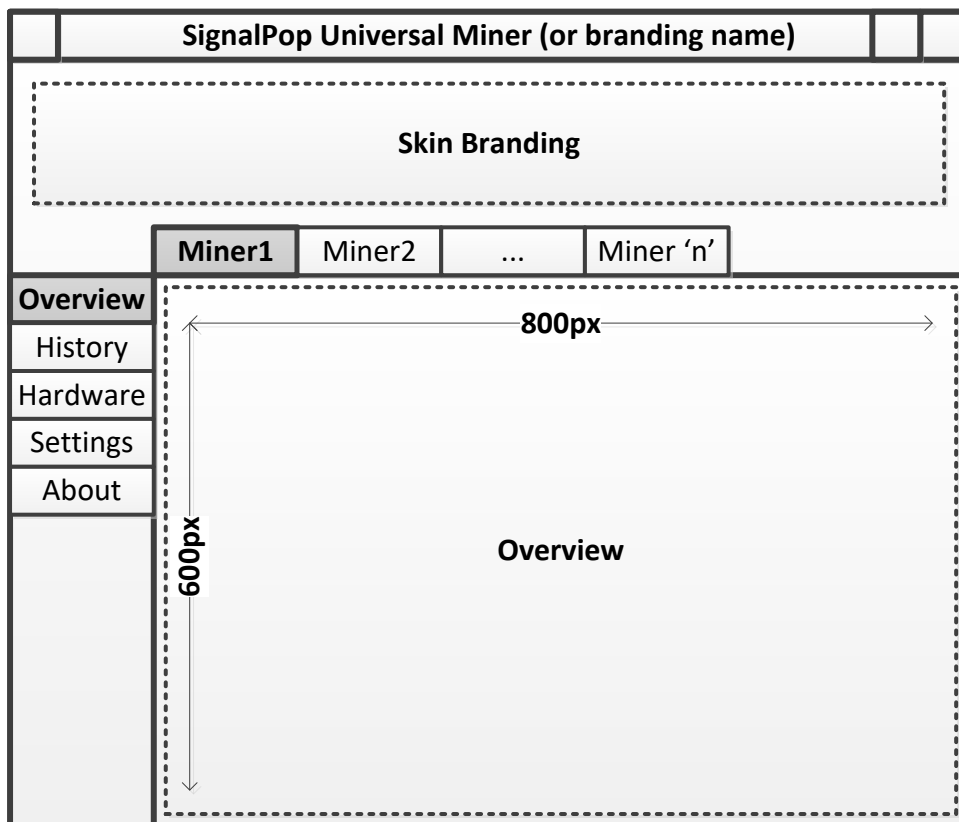 SignalPop Universal Miner (or branding name)
Skin Branding
Miner1
Miner2
...
Miner ‘n’
Overview
History
Hardware
Settings
About
800px
600px
Overview